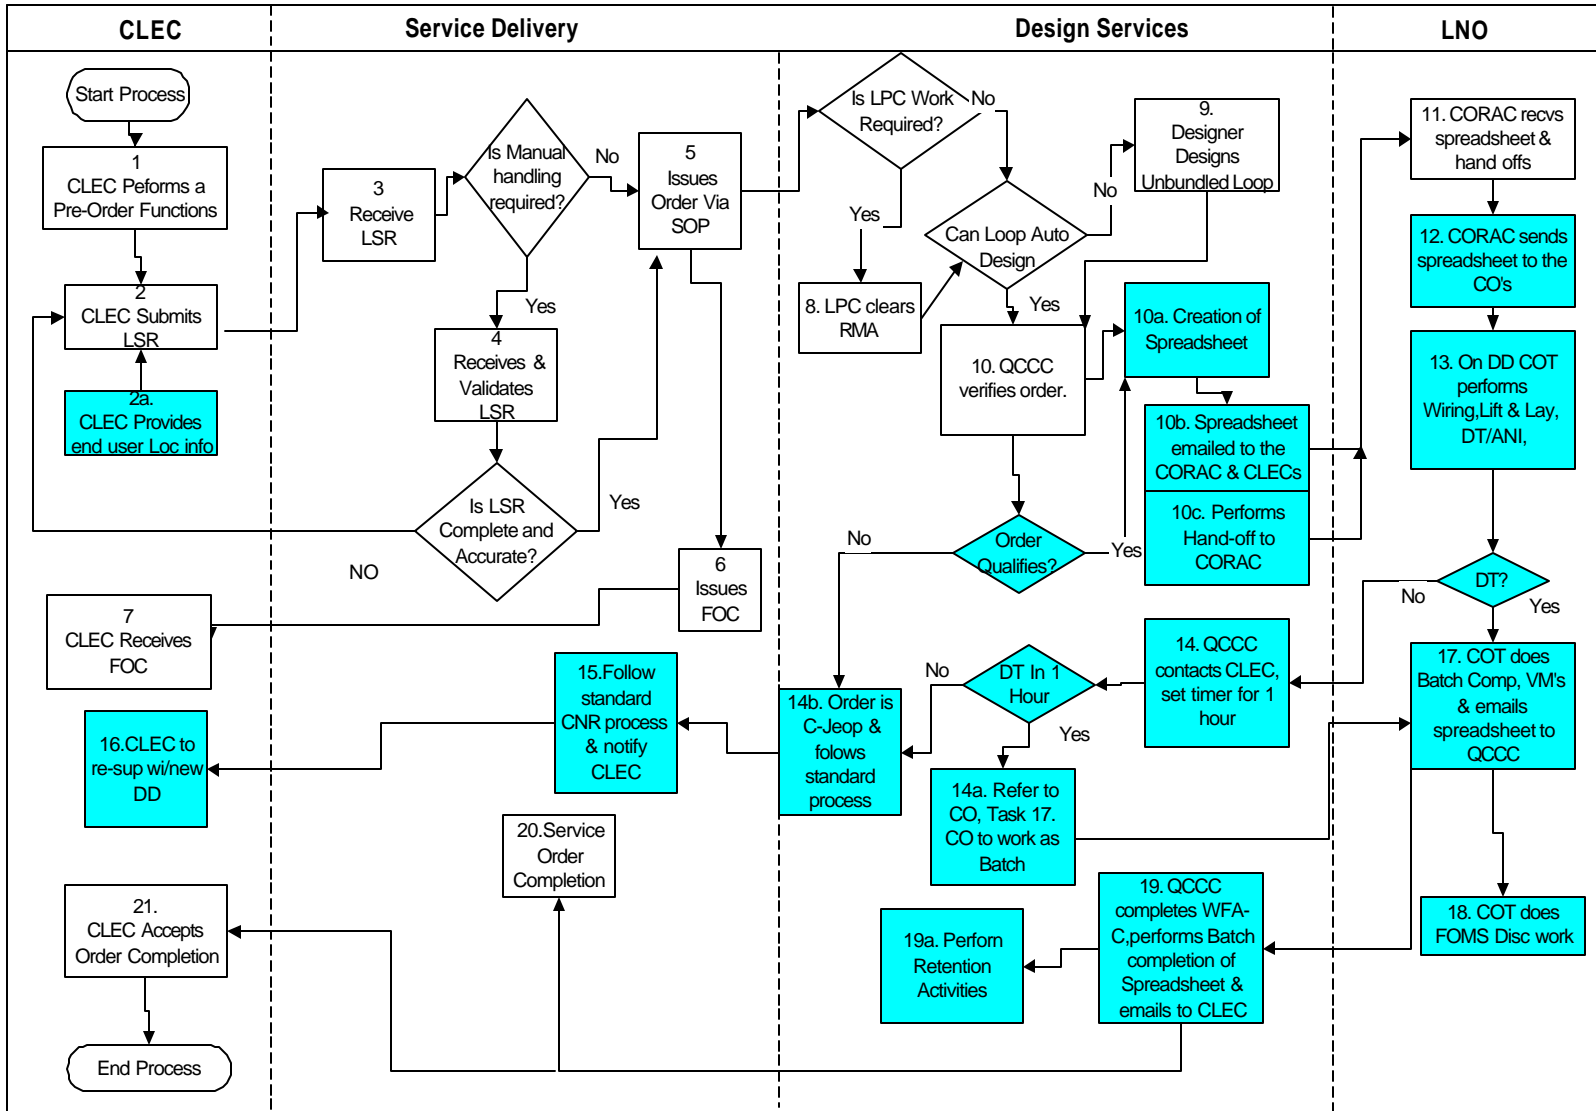 CLEC
Service Delivery
Design Services
LNO
Start Process
1
CLEC Peforms a
Pre-Order Functions
2
CLEC Submits
LSR
2a.
CLEC Provides
end user Loc info
3
Receive
LSR
Is Manual
handling
required?
No
Yes
4
Receives &
Validates
LSR
Is LSR
Complete and
Accurate?
Yes
NO
5
Issues
Order Via
SOP
6
Issues
FOC
7
CLEC Receives
FOC
Is LPC Work
Required?
No
Yes
8. LPC clears
RMA
Can Loop Auto
Design
No
Yes
9.
Designer
Designs
Unbundled Loop
10. QCCC
verifies order.
10a. Creation of
Spreadsheet
10b. Spreadsheet
emailed to the
CORAC & CLECs
10c. Performs
Hand-off to
CORAC
Order
Qualifies?
No
Yes
11. CORAC recvs
spreadsheet &
hand offs
12. CORAC sends
spreadsheet to the
CO's
13. On DD COT
performs
Wiring,Lift & Lay,
DT/ANI,
DT?
No
Yes
14. QCCC
contacts CLEC,
set timer for 1
hour
DT In 1
Hour
No
Yes
14a. Refer to
CO, Task 17.
CO to work as
Batch
14b. Order is
C-Jeop &
folows
standard
process
15.Follow
standard
CNR process
& notify
CLEC
16.CLEC to
re-sup wi/new
DD
17. COT does
Batch Comp, VM's
& emails
spreadsheet to
QCCC
18. COT does
FOMS Disc work
19. QCCC
completes WFA-
C,performs Batch
completion of
Spreadsheet &
emails to CLEC
19a. Perforn
Retention
Activities
20.Service
Order
Completion
21.
CLEC Accepts
Order Completion
End Process